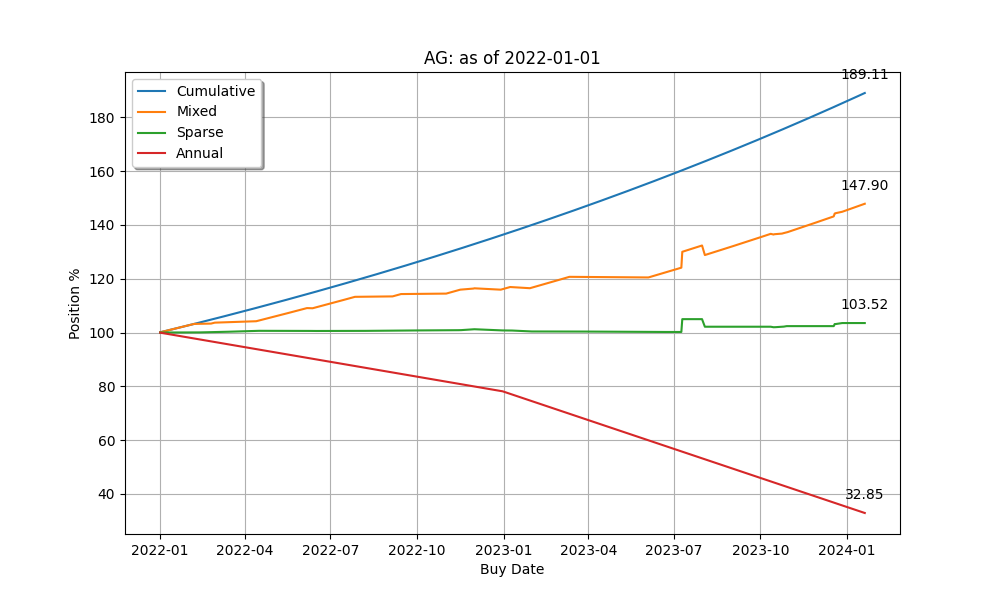 AG: as of 2022-01-01
Cumulative
Mixed
Sparse
Annual
189.11
147.90
103.52
32.85
180
160
140
120
100
80
60
40
Position %
2022-01 2022-04 2022-07 2022-10 2023-01 2023-04 2023-07 2023-10 2024-01
Buy Date